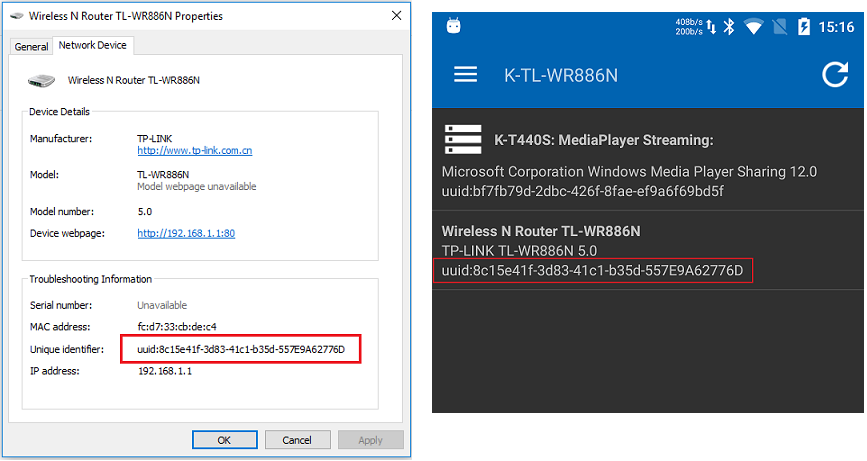 Wireless N Router TL-WR886N Properties
General
Network Device
Wireless N Router TL-WR886N
Device Details
Manufacturer: TP-LINK
http://www.tp-link.com.cn
Model: TL-WR886N
Model webpage unavailable
Model number: 5.0
Device webpage: http://192.168.1.1:80
Troubleshooting Information
Serial number: Unavailable
MAC address: fc:d7:33:cb:de:c4
Unique identifier: uuid:8c15e41f-3d83-41c1-b35d-557E9A62776D
IP address: 192.168.1.1
OK
Cancel
Apply
408b/s
200b/s
15:16
K-TL-WR886N
K-T440S: MediaPlayer Streaming:
Microsoft Corporation Windows Media Player Sharing 12.0
uuid:bf7fb79d-2dbc-426f-8fae-ef9a6f69bd5f
Wireless N Router TL-WR886N
TP-LINK TL-WR886N 5.0
uuid:8c15e41f-3d83-41c1-b35d-557E9A62776D